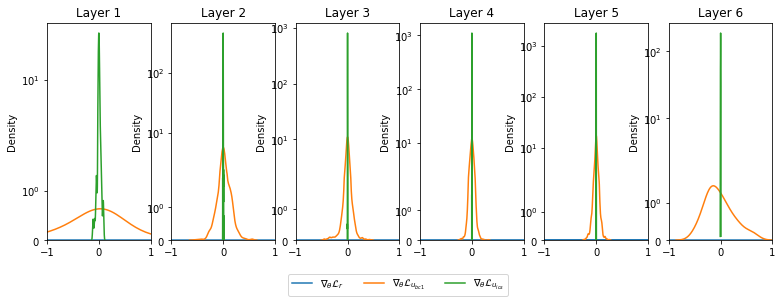 Layer 1 Layer 2 Layer 3 Layer 4 Layer 5 Layer 6
Density Density Density Density Density Density
10¹ 10⁰ 0
10² 10¹ 10⁰ 0
10³ 10² 10¹ 10⁰ 0
10³ 10² 10¹ 10⁰ 0
10³ 10² 10¹ 10⁰ 0
10² 10¹ 10⁰ 0
−1 0 1 −1 0 1 −1 0 1 −1 0 1 −1 0 1 −1 0 1
∇θℒr ∇θℒu_bc1 ∇θℒu_ics